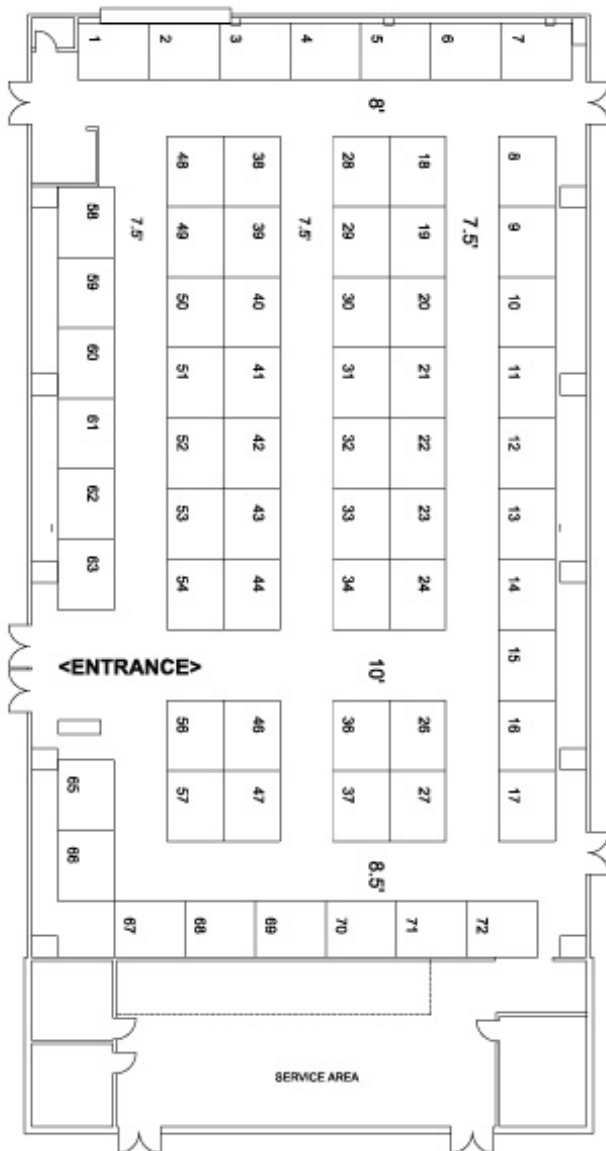 1 2 3 4 5 6 7
8'
48 38 28 18 8
58
7.5' 7.5' 7.5'
49 39 29 19 9
59
50 40 30 20 10
60
51 41 31 21 11
61
52 42 32 22 12
62
53 43 33 23 13
63
54 44 34 24 14
15
<ENTRANCE> 10'
56 46 36 26 16
65
57 47 37 27 17
66
8.5'
67 68 69 70 71 72
SERVICE AREA